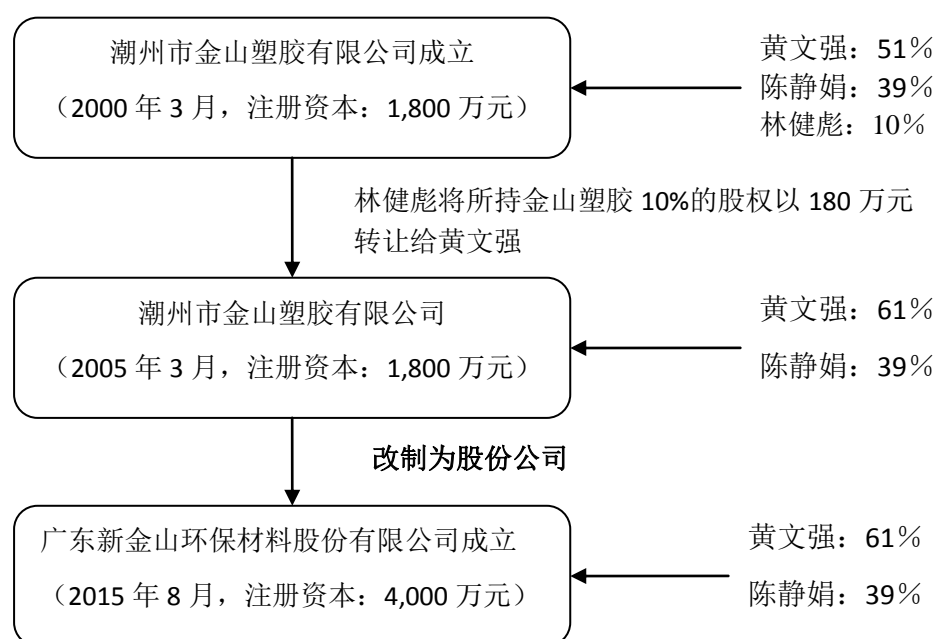 潮州市金山塑胶有限公司成立
（2000 年 3 月，注册资本：1,800 万元）
黄文强：51％
陈静娟：39％
林健彪：10％
林健彪将所持金山塑胶 10%的股权以 180 万元
转让给黄文强
潮州市金山塑胶有限公司
（2005 年 3 月，注册资本：1,800 万元）
黄文强：61％
陈静娟：39％
改制为股份公司
广东新金山环保材料股份有限公司成立
（2015 年 8 月，注册资本：4,000 万元）
黄文强：61％
陈静娟：39％